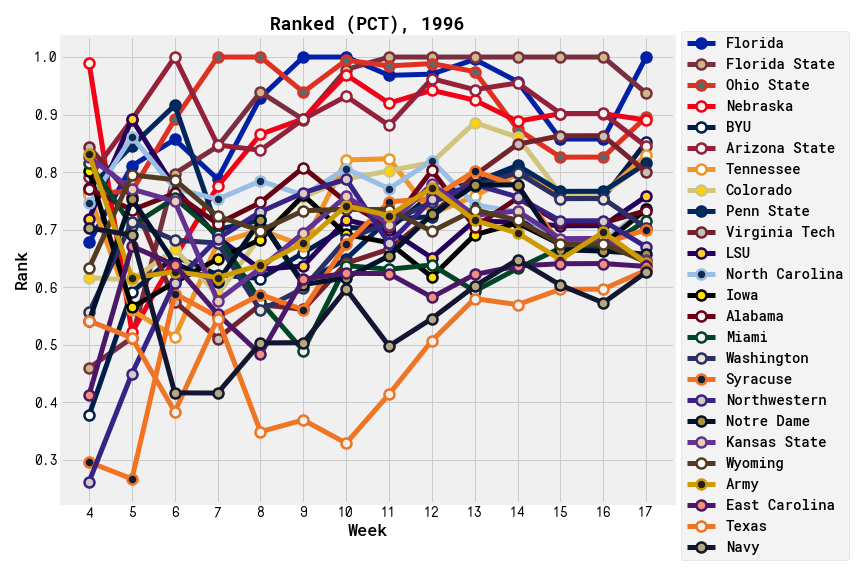 Ranked (PCT), 1996
1.0
0.9
0.8
0.7
0.6
0.5
0.4
0.3
Rank
4 5 6 7 8 9 10 11 12 13 14 15 16 17
Week
Florida
Florida State
Ohio State
Nebraska
BYU
Arizona State
Tennessee
Colorado
Penn State
Virginia Tech
LSU
North Carolina
Iowa
Alabama
Miami
Washington
Syracuse
Northwestern
Notre Dame
Kansas State
Wyoming
Army
East Carolina
Texas
Navy